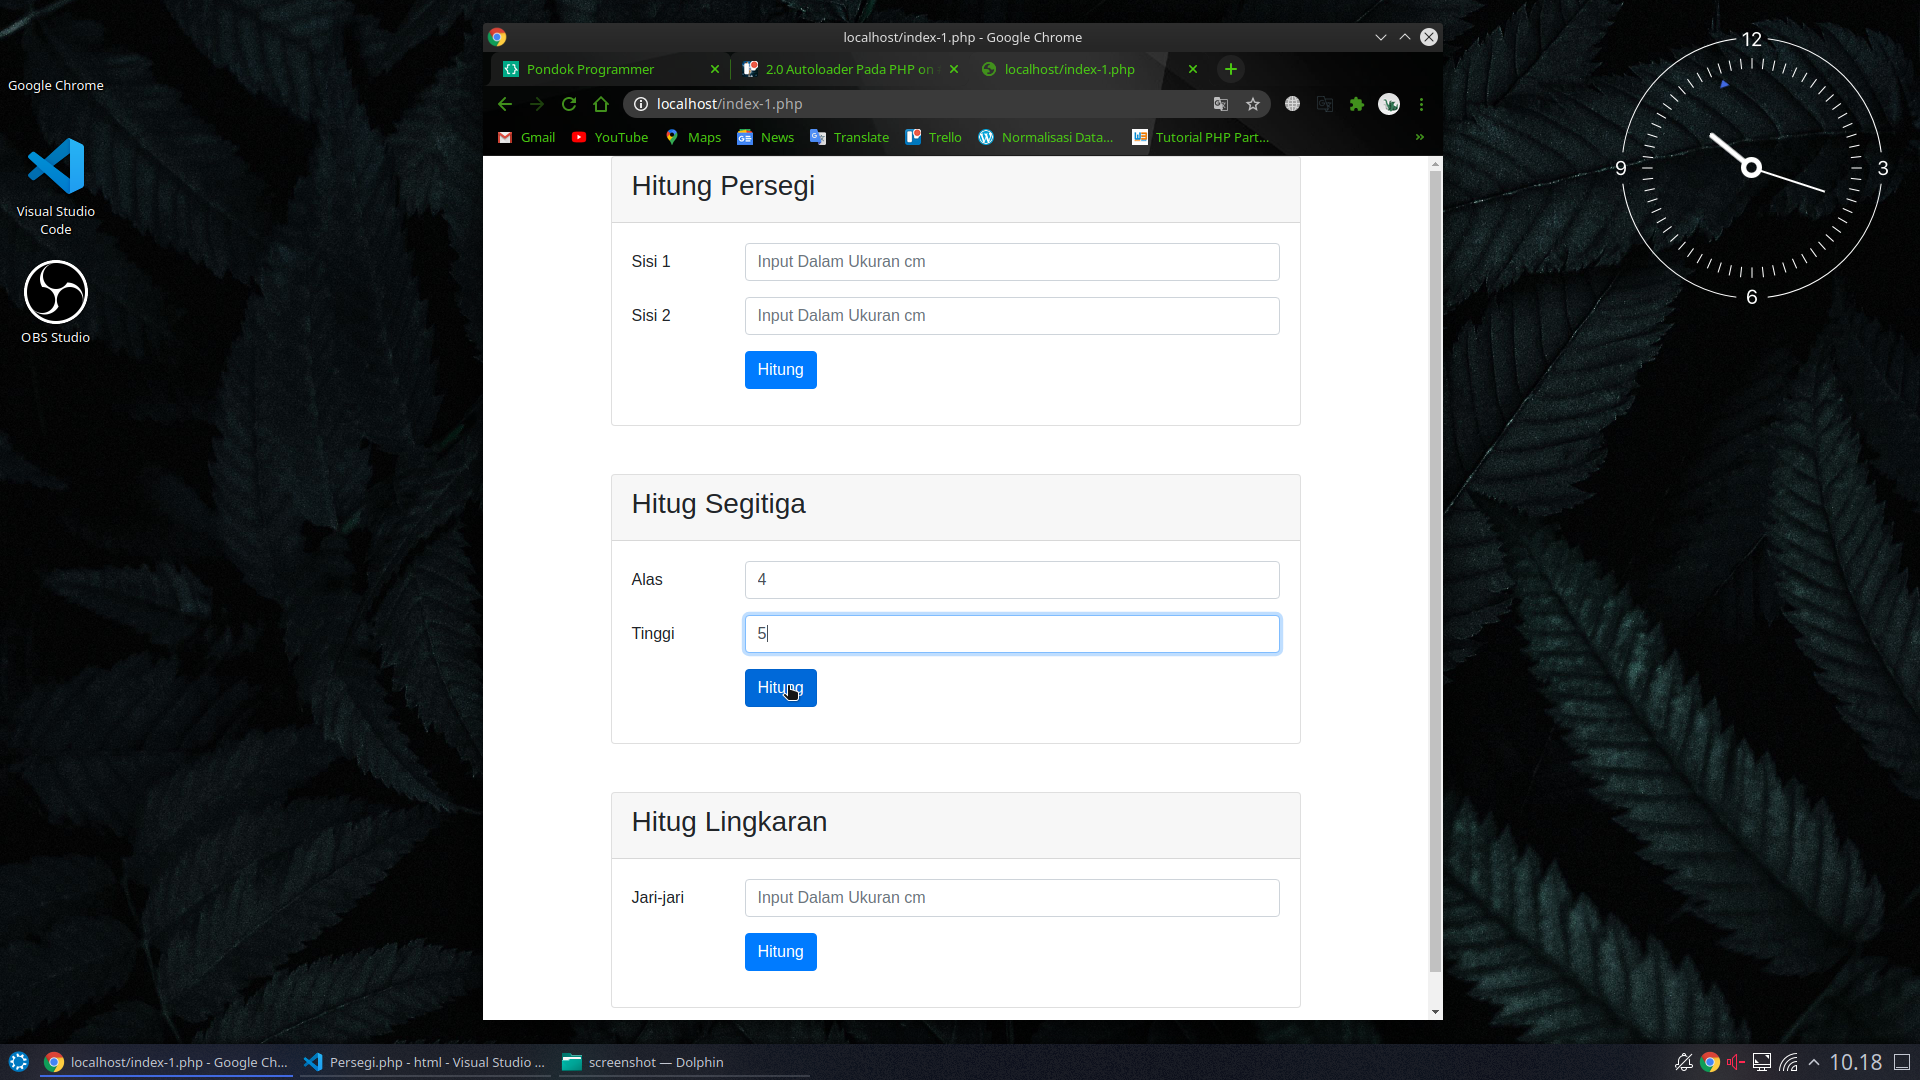 localhost/index-1.php - Google Chrome
Pondok Programmer
2.0 Autoloader Pada PHP on
localhost/index-1.php
localhost/index-1.php
Gmail
YouTube
Maps
News
Translate
Trello
Normalisasi Data...
Tutorial PHP Part...
»
Google Chrome
Visual Studio
Code
OBS Studio
12
3
6
9
Hitung Persegi
Sisi 1
Input Dalam Ukuran cm
Sisi 2
Input Dalam Ukuran cm
Hitung
Hitug Segitiga
Alas
4
Tinggi
5
Hitung
Hitug Lingkaran
Jari-jari
Input Dalam Ukuran cm
Hitung
localhost/index-1.php - Google Ch...
Persegi.php - html - Visual Studio ...
screenshot — Dolphin
10.18